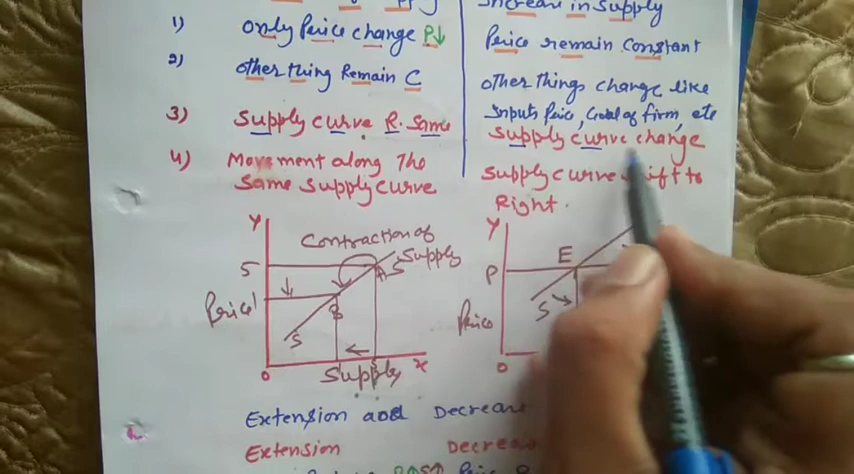 Increase in Supply
1) only Price change P↓
Price remain constant
2) other thing Remain C
other things change like
Inputs Price, Goal of firm, etc
3) Supply curve R. Same
Supply curve change
4) Movement along The
Same supply curve
Supply curve to
Right.
Y
Contraction of
Supply
5
A
S
Price
1
B
S
0
Supply
X
Y
E
P
S
Price
0
Extension and Decrease
Extension
Decrease